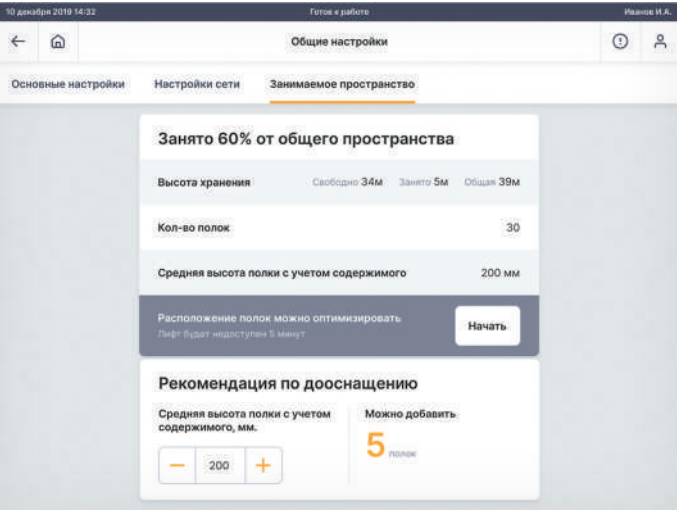 10 декабря 2019 14:32
Готов к работе
Иванов И.А.
Общие настройки
Основные настройки
Настройки сети
Занимаемое пространство
Занято 60% от общего пространства
Высота хранения
Свободно 34м
Занято 5м
Общая 39м
Кол-во полок
30
Средняя высота полки с учетом содержимого
200 мм
Расположение полок можно оптимизировать
Лифт будет недоступен 5 минут
Начать
Рекомендация по дооснащению
Средняя высота полки с учетом
содержимого, мм.
− 200 +
Можно добавить
5 полок